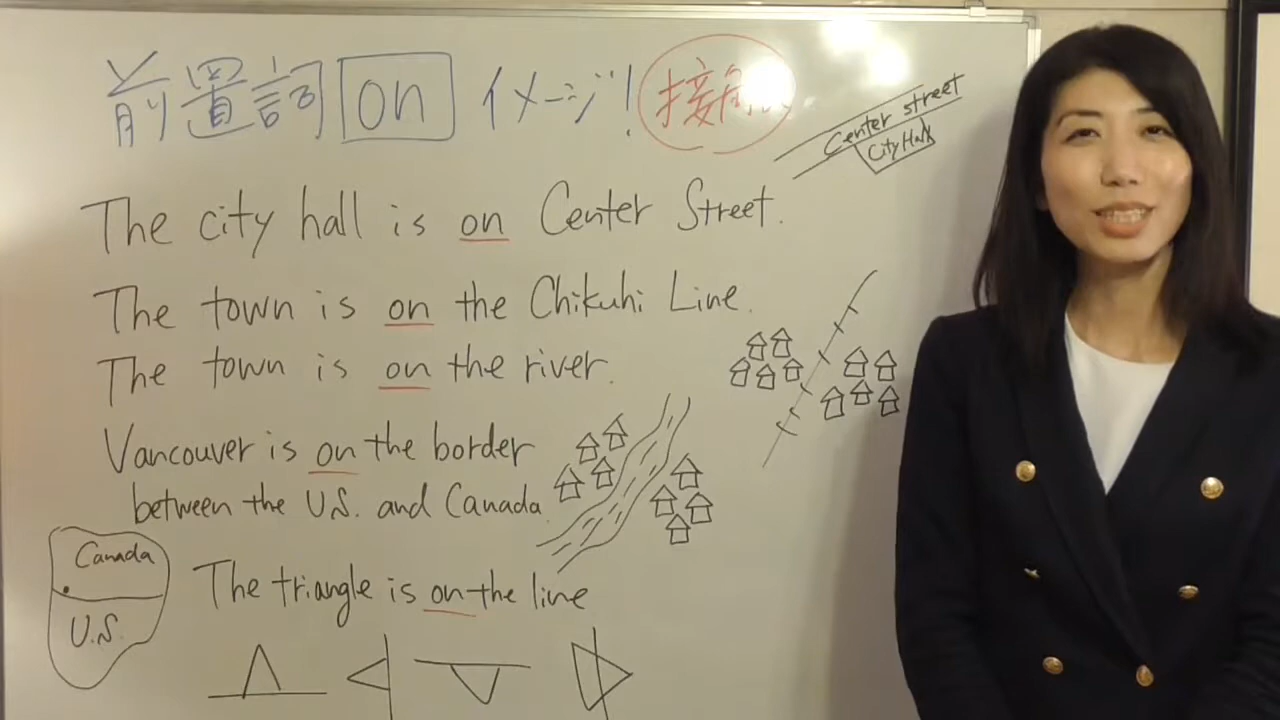 前置詞 on イメージ! 接触
Center street
City Hall
The city hall is on Center Street.
The town is on the Chikuhi Line.
The town is on the river.
Vancouver is on the border
between the U.S. and Canada.
Canada
U.S.
The triangle is on the line